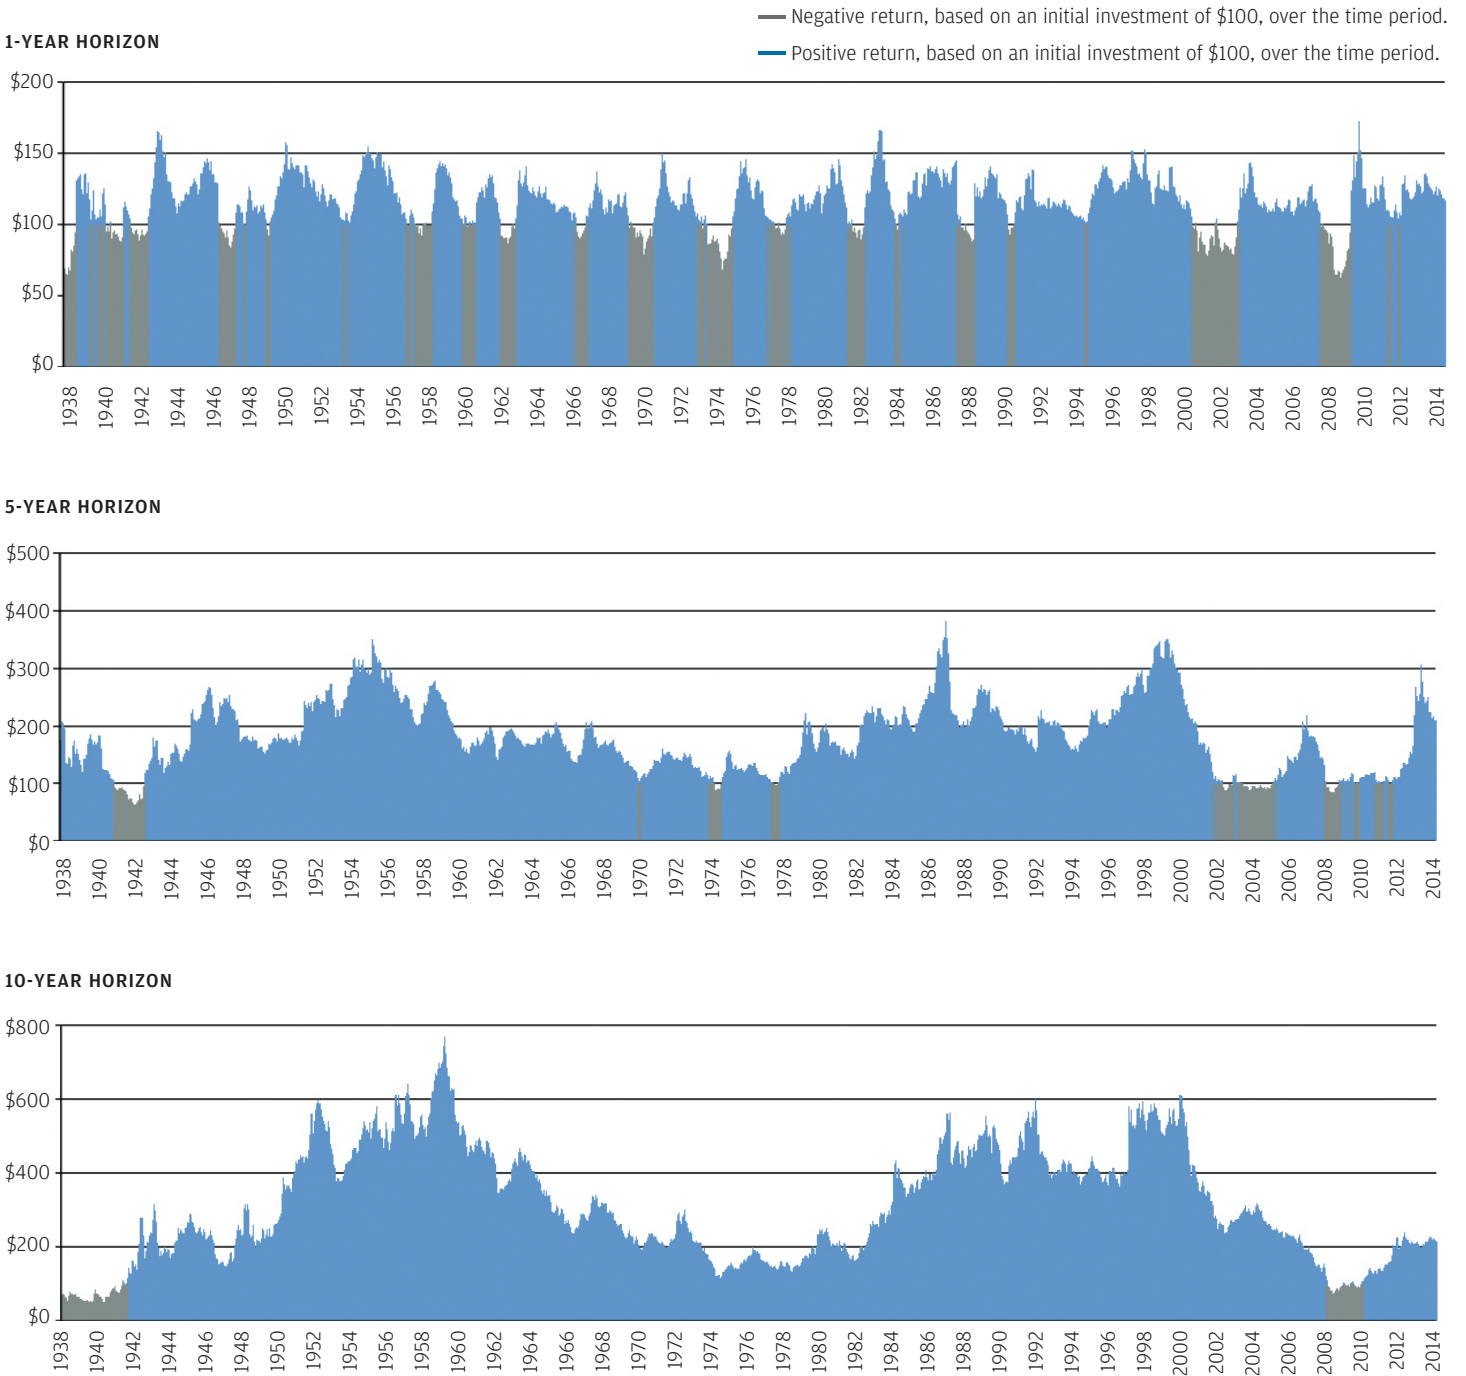 Negative return, based on an initial investment of $100, over the time period.
1-YEAR HORIZON
Positive return, based on an initial investment of $100, over the time period.
$200
$150
$100
$50
$0
1938 1940 1942 1944 1946 1948 1950 1952 1954 1956 1958 1960 1962 1964 1966 1968 1970 1972 1974 1976 1978 1980 1982 1984 1986 1988 1990 1992 1994 1996 1998 2000 2002 2004 2006 2008 2010 2012 2014
5-YEAR HORIZON
$500
$400
$300
$200
$100
$0
1938 1940 1942 1944 1946 1948 1950 1952 1954 1956 1958 1960 1962 1964 1966 1968 1970 1972 1974 1976 1978 1980 1982 1984 1986 1988 1990 1992 1994 1996 1998 2000 2002 2004 2006 2008 2010 2012 2014
10-YEAR HORIZON
$800
$600
$400
$200
$0
1938 1940 1942 1944 1946 1948 1950 1952 1954 1956 1958 1960 1962 1964 1966 1968 1970 1972 1974 1976 1978 1980 1982 1984 1986 1988 1990 1992 1994 1996 1998 2000 2002 2004 2006 2008 2010 2012 2014